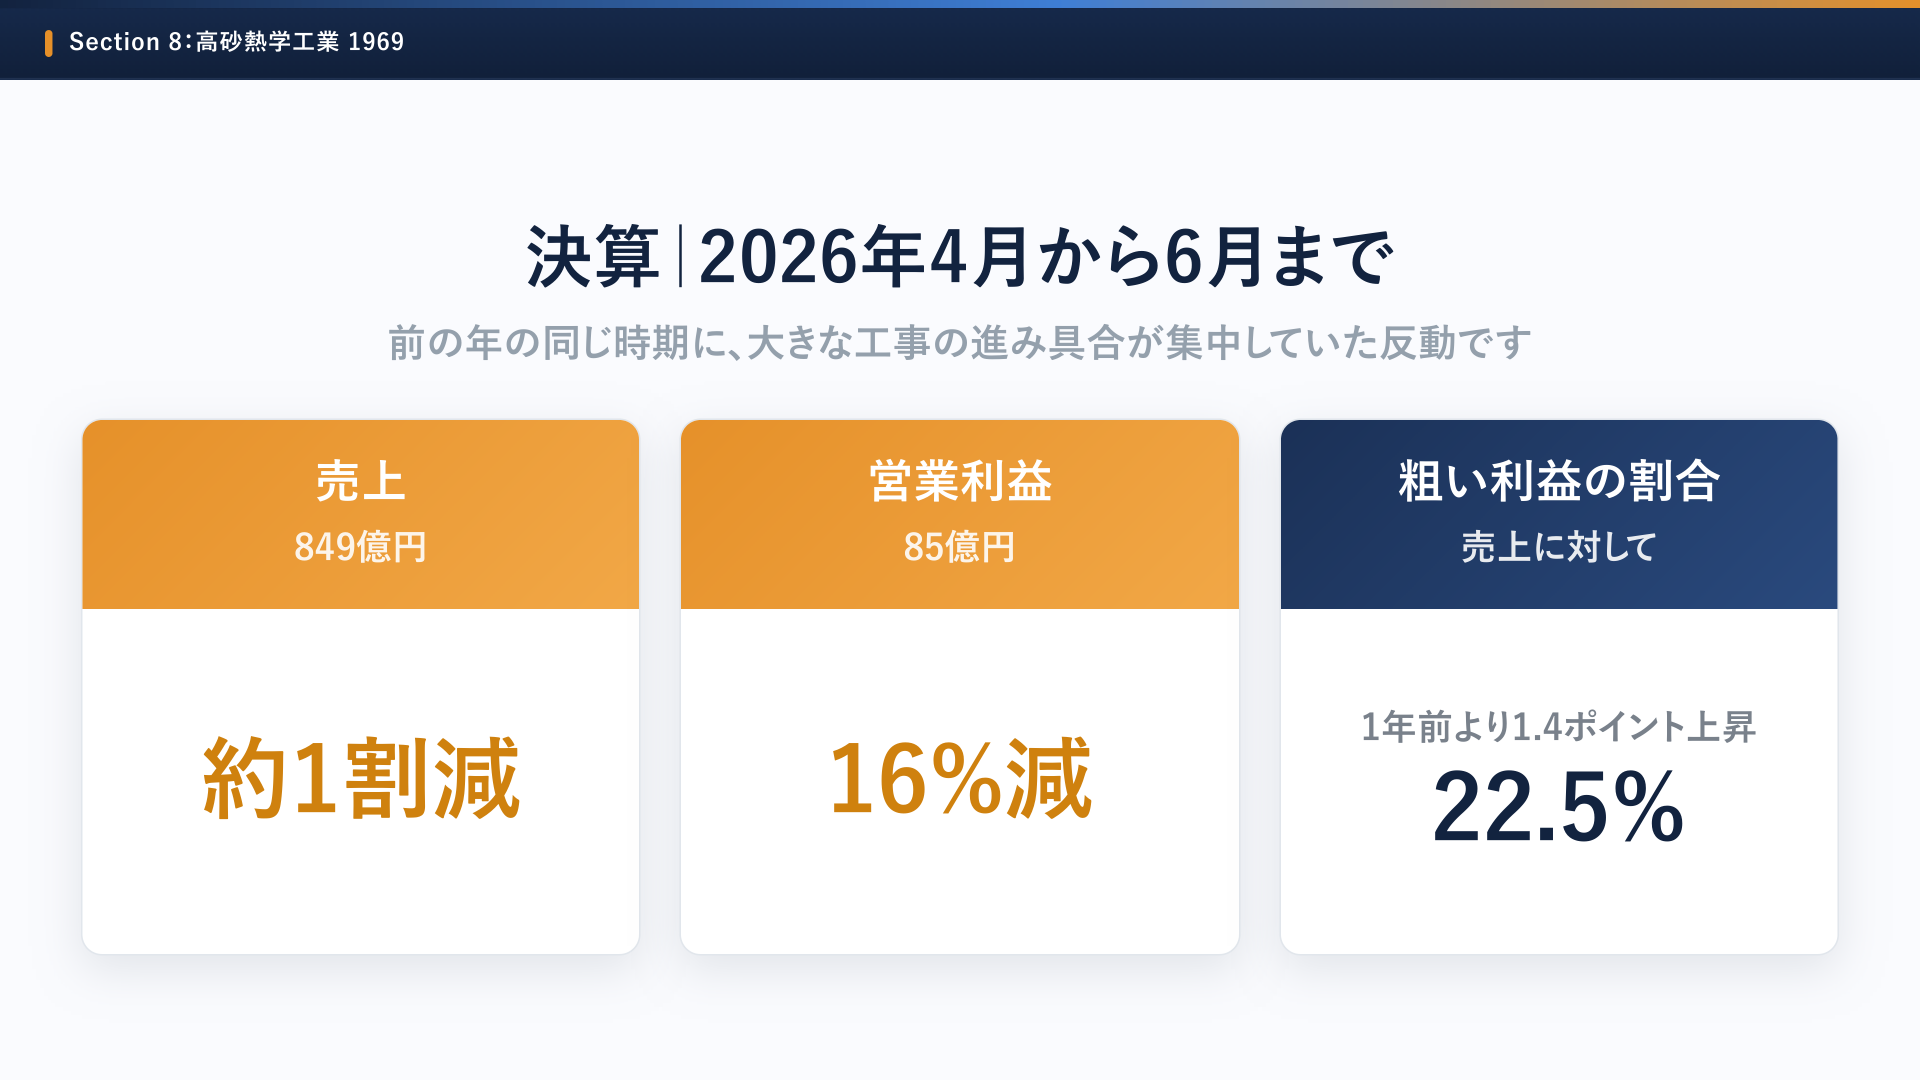 Section 8：高砂熱学工業 1969
決算｜2026年4月から6月まで
前の年の同じ時期に、大きな工事の進み具合が集中していた反動です
売上
849億円
約1割減
営業利益
85億円
16%減
粗い利益の割合
売上に対して
1年前より1.4ポイント上昇
22.5%